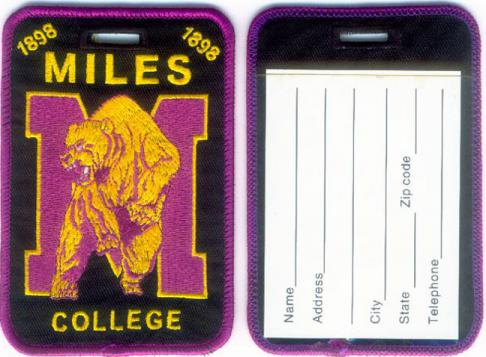 1898 1898
MILES
M
COLLEGE
Name
Address
City
State Zip code
Telephone